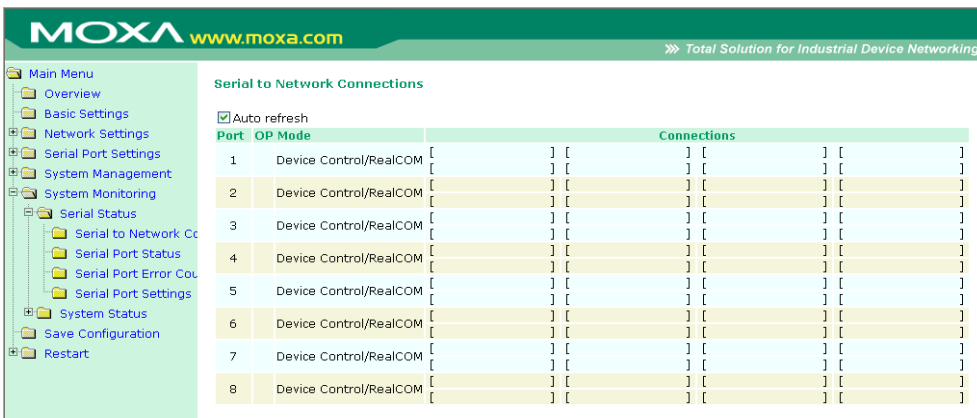 MOXA www.moxa.com
Total Solution for Industrial Device Networking
Main Menu
Overview
Basic Settings
Network Settings
Serial Port Settings
System Management
System Monitoring
Serial Status
Serial to Network Co
Serial Port Status
Serial Port Error Cou
Serial Port Settings
System Status
Save Configuration
Restart
Serial to Network Connections
Auto refresh
Port OP Mode Connections
1 Device Control/RealCOM [ ] [ ] [ ] [ ]
[ ] [ ] [ ] [ ]
2 Device Control/RealCOM [ ] [ ] [ ] [ ]
[ ] [ ] [ ] [ ]
3 Device Control/RealCOM [ ] [ ] [ ] [ ]
[ ] [ ] [ ] [ ]
4 Device Control/RealCOM [ ] [ ] [ ] [ ]
[ ] [ ] [ ] [ ]
5 Device Control/RealCOM [ ] [ ] [ ] [ ]
[ ] [ ] [ ] [ ]
6 Device Control/RealCOM [ ] [ ] [ ] [ ]
[ ] [ ] [ ] [ ]
7 Device Control/RealCOM [ ] [ ] [ ] [ ]
[ ] [ ] [ ] [ ]
8 Device Control/RealCOM [ ] [ ] [ ] [ ]
[ ] [ ] [ ] [ ]